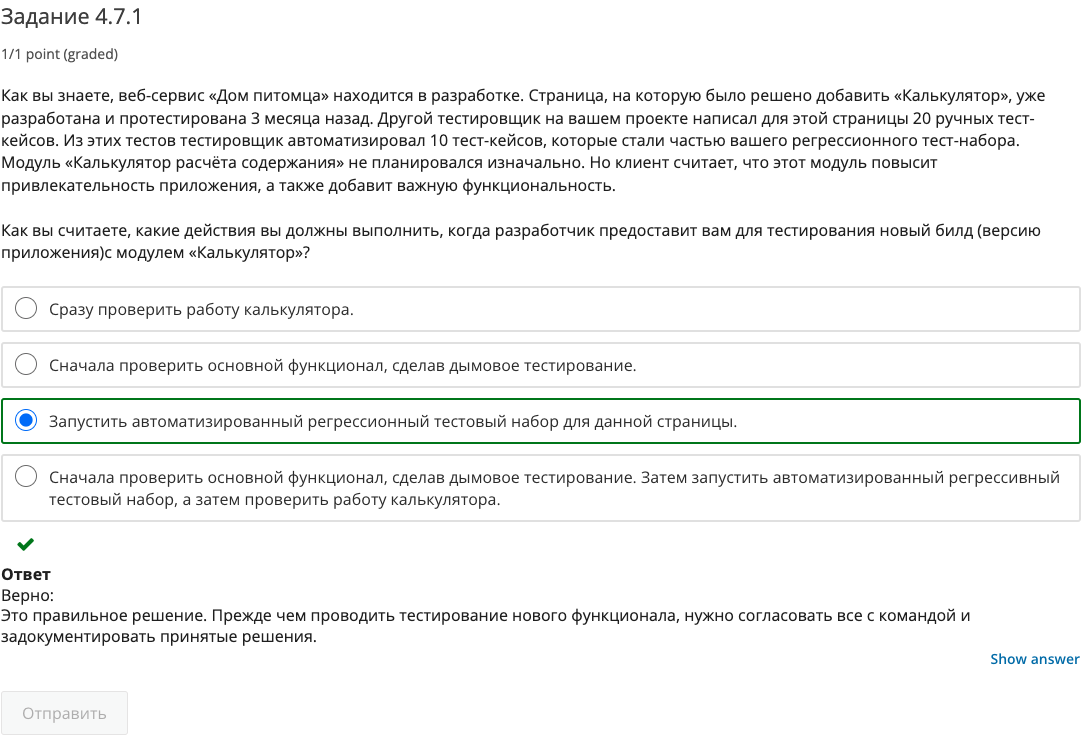 Задание 4.7.1
1/1 point (graded)
Как вы знаете, веб-сервис «Дом питомца» находится в разработке. Страница, на которую было решено добавить «Калькулятор», уже
разработана и протестирована 3 месяца назад. Другой тестировщик на вашем проекте написал для этой страницы 20 ручных тест-
кейсов. Из этих тестов тестировщик автоматизировал 10 тест-кейсов, которые стали частью вашего регрессионного тест-набора.
Модуль «Калькулятор расчёта содержания» не планировался изначально. Но клиент считает, что этот модуль повысит
привлекательность приложения, а также добавит важную функциональность.
Как вы считаете, какие действия вы должны выполнить, когда разработчик предоставит вам для тестирования новый билд (версию
приложения)с модулем «Калькулятор»?
Сразу проверить работу калькулятора.
Сначала проверить основной функционал, сделав дымовое тестирование.
Запустить автоматизированный регрессионный тестовый набор для данной страницы.
Сначала проверить основной функционал, сделав дымовое тестирование. Затем запустить автоматизированный регрессивный
тестовый набор, а затем проверить работу калькулятора.
Ответ
Верно:
Это правильное решение. Прежде чем проводить тестирование нового функционала, нужно согласовать все с командой и
задокументировать принятые решения.
Show answer
Отправить